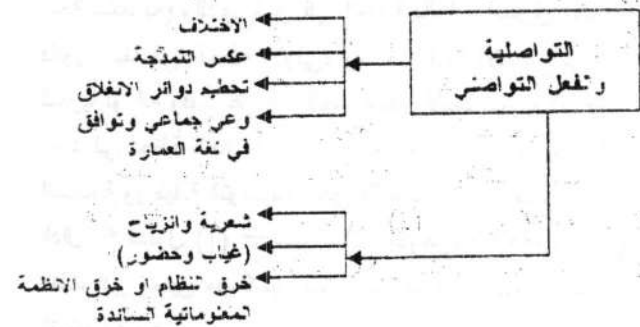 التواصلية
والفعل التواصلي
الاختلاف
عكس النمذجة
تحطيم دوائر الانغلاق
وعي جماعي وتوافق
في لغة العمارة
شعرية وانزياح
(غياب وحضور)
خرق النظام او خرق الانظمة
المعلوماتية السائدة